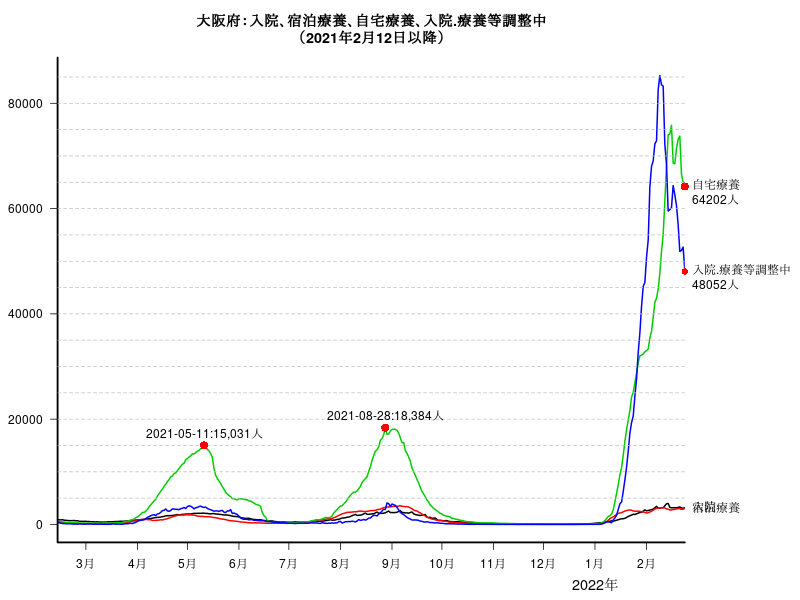 大阪府：入院、宿泊療養、自宅療養、入院.療養等調整中
（2021年2月12日以降）
80000
60000
40000
20000
0
自宅療養
64202人
入院.療養等調整中
48052人
2021-08-28:18,384人
2021-05-11:15,031人
療養
3月
4月
5月
6月
7月
8月
9月
10月
11月
12月
1月
2月
2022年